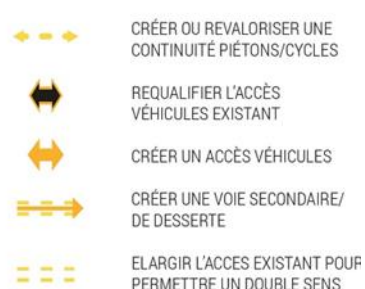 CRÉER OU REVALORISER UNE
CONTINUITÉ PIÉTONS/CYCLES
REQUALIFIER L'ACCÈS
VÉHICULES EXISTANT
CRÉER UN ACCÈS VÉHICULES
CRÉER UNE VOIE SECONDAIRE/
DE DESSERTE
ELARGIR L'ACCES EXISTANT POUR
PERMETTRE UN DOUBLE SENS